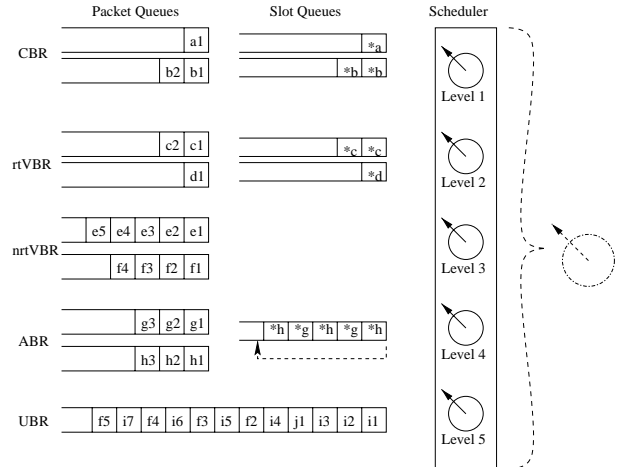 Packet Queues Slot Queues Scheduler
CBR
a1 *a
b2 b1 *b *b
Level 1
rtVBR
c2 c1 *c *c
d1 *d
Level 2
nrtVBR
e5 e4 e3 e2 e1
f4 f3 f2 f1
Level 3
ABR
g3 g2 g1 *h *g *h *g *h
h3 h2 h1
Level 4
UBR f5 i7 f4 i6 f3 i5 f2 i4 j1 i3 i2 i1
Level 5